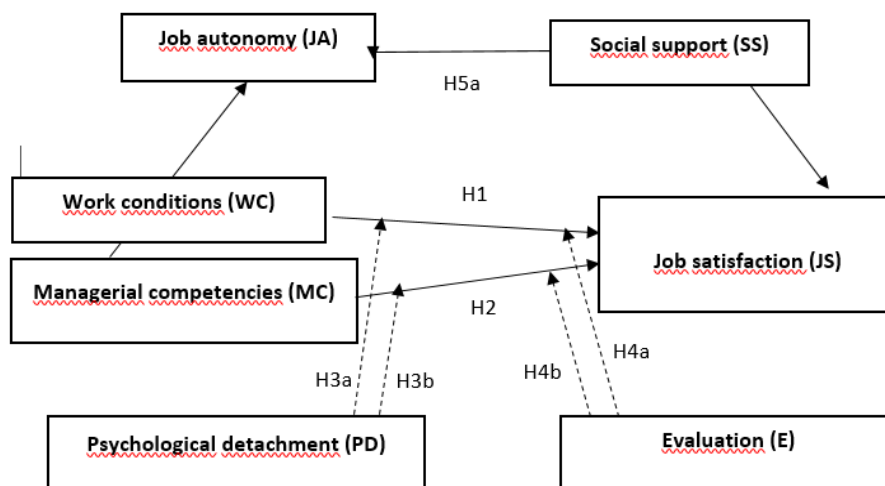 Job autonomy (JA)
Social support (SS)
H5a
Work conditions (WC)
H1
Managerial competencies (MC)
Job satisfaction (JS)
H2
H3a
H3b
H4b
H4a
Psychological detachment (PD)
Evaluation (E)